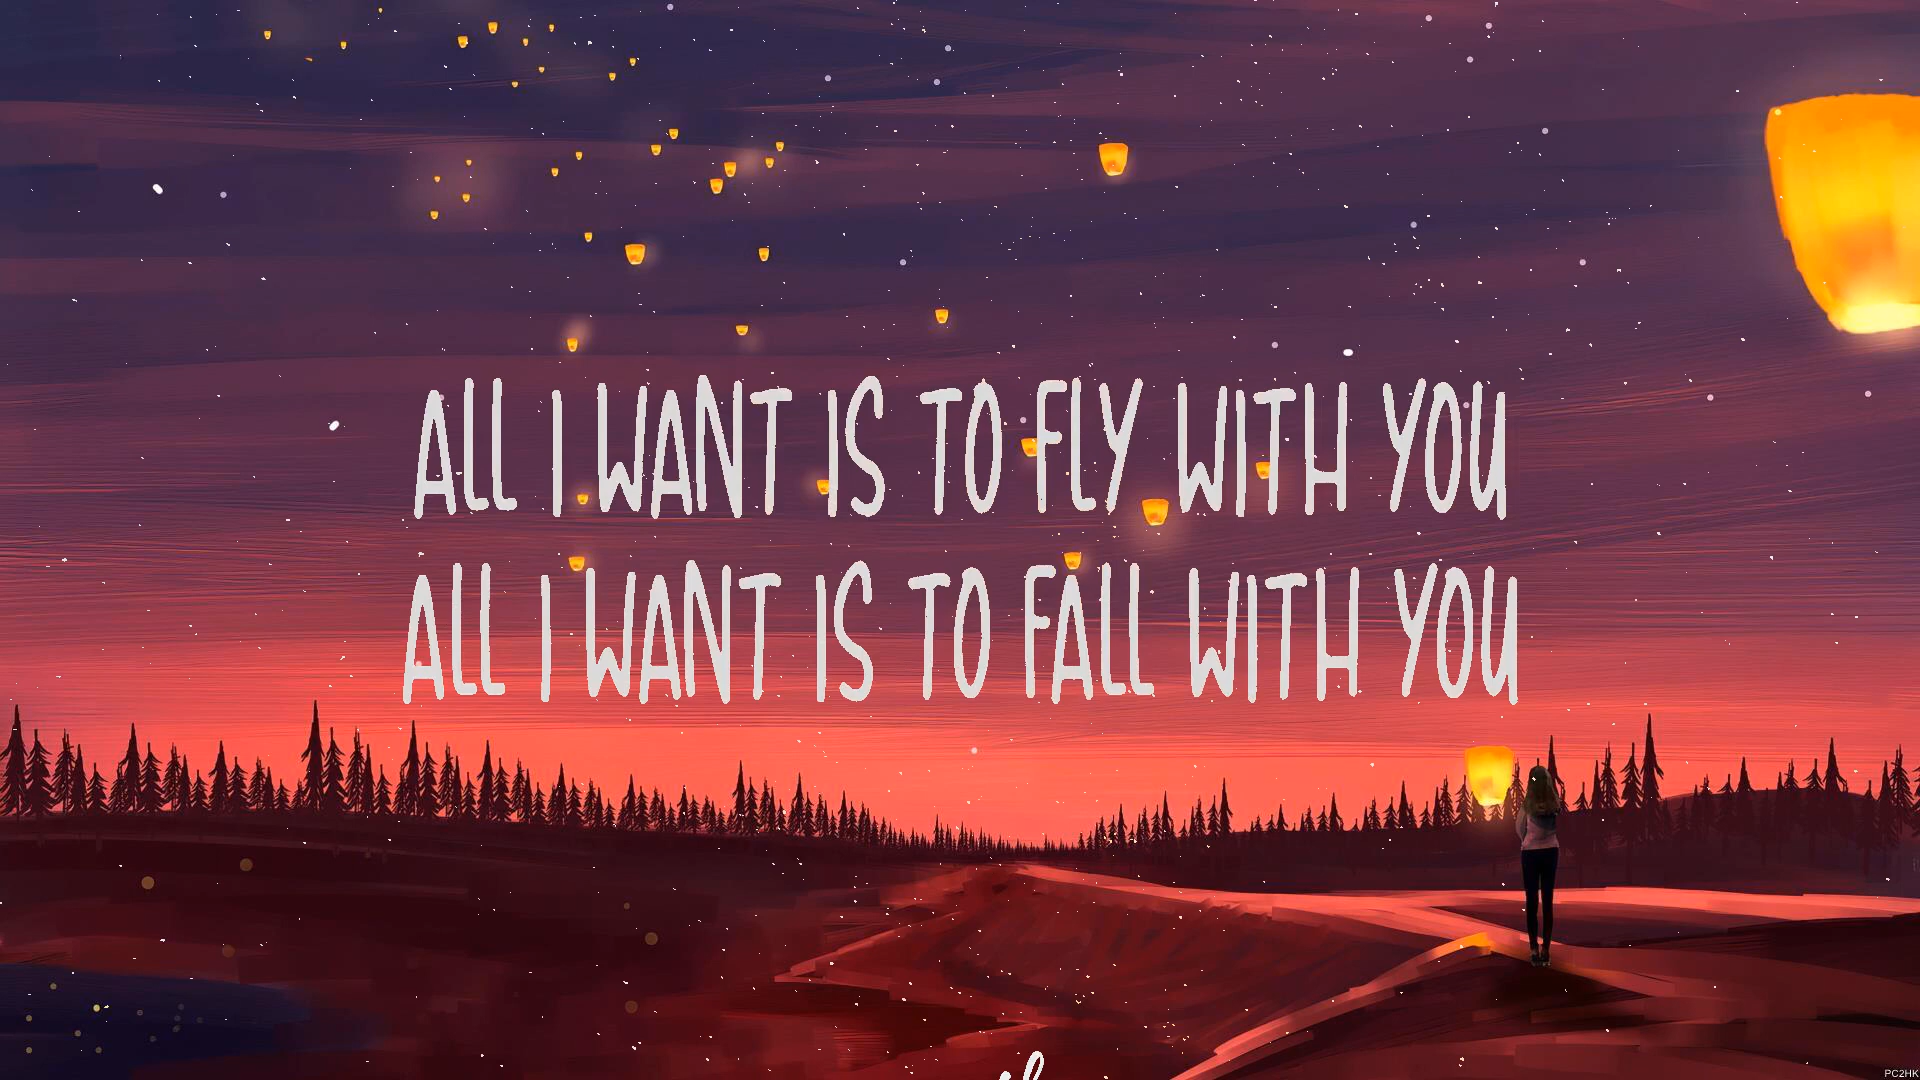 ALL I WANT IS TO FLY WITH YOU
ALL I WANT IS TO FALL WITH YOU
PC2HK